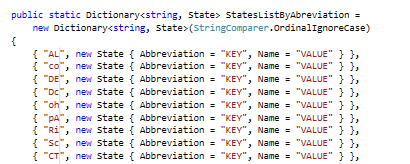 public static Dictionary<string, State> StatesListByAbreviation =
new Dictionary<string, State>(StringComparer.OrdinalIgnoreCase)
{
{ "AL", new State { Abbreviation = "KEY", Name = "VALUE" } },
{ "co", new State { Abbreviation = "KEY", Name = "VALUE" } },
{ "DE", new State { Abbreviation = "KEY", Name = "VALUE" } },
{ "Dc", new State { Abbreviation = "KEY", Name = "VALUE" } },
{ "oh", new State { Abbreviation = "KEY", Name = "VALUE" } },
{ "pA", new State { Abbreviation = "KEY", Name = "VALUE" } },
{ "Ri", new State { Abbreviation = "KEY", Name = "VALUE" } },
{ "Sc", new State { Abbreviation = "KEY", Name = "VALUE" } },
{ "CT", new State { Abbreviation = "KEY", Name = "VALUE" } },